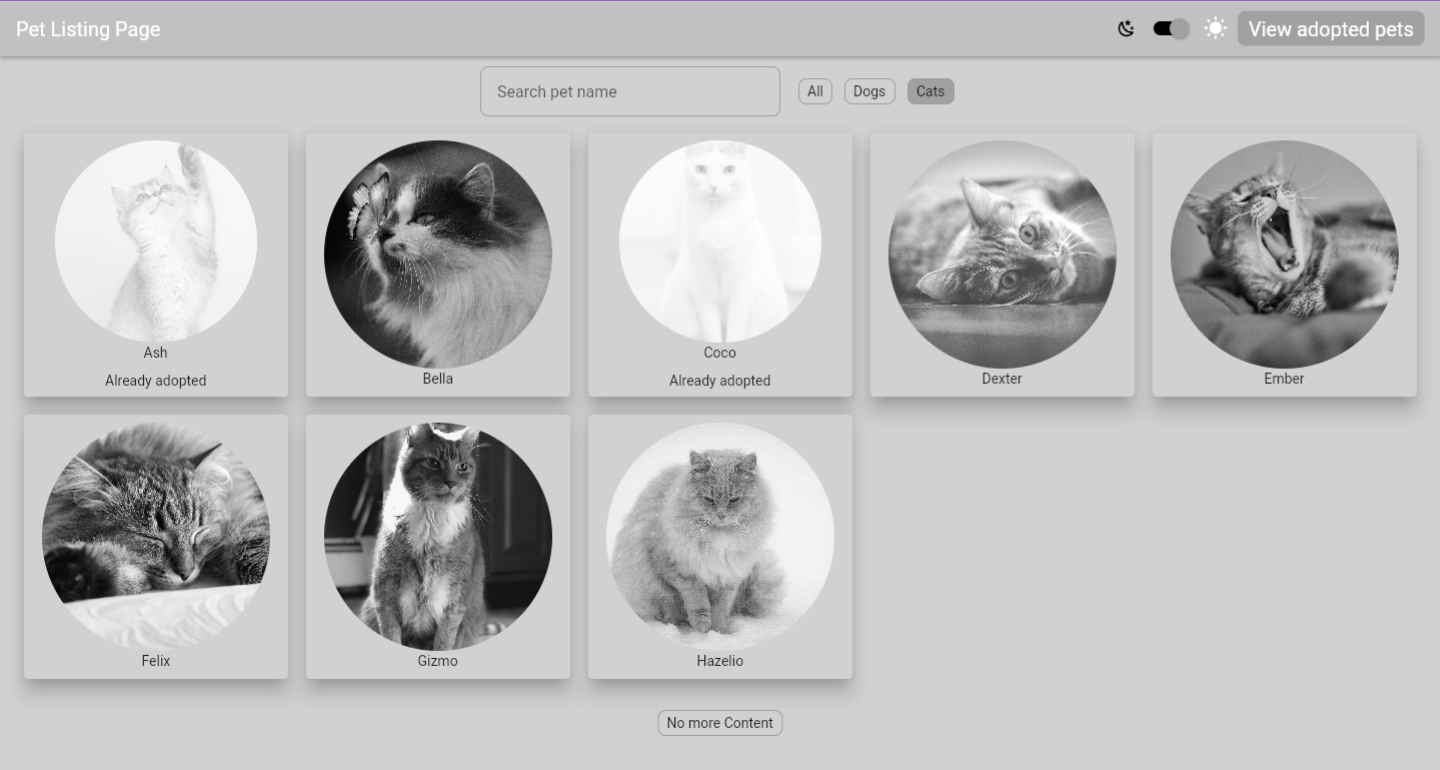 Pet Listing Page
View adopted pets
Search pet name
All
Dogs
Cats
Ash
Already adopted
Bella
Coco
Already adopted
Dexter
Ember
Felix
Gizmo
Hazelio
No more Content